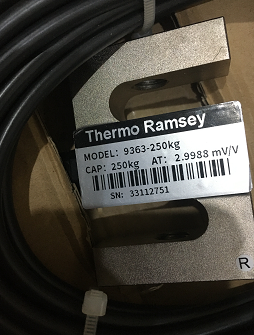 Thermo Ramsey
MODEL: 9363-250kg
CAP: 250kg AT: 2.9988 mV/V
SN: 33112751
R